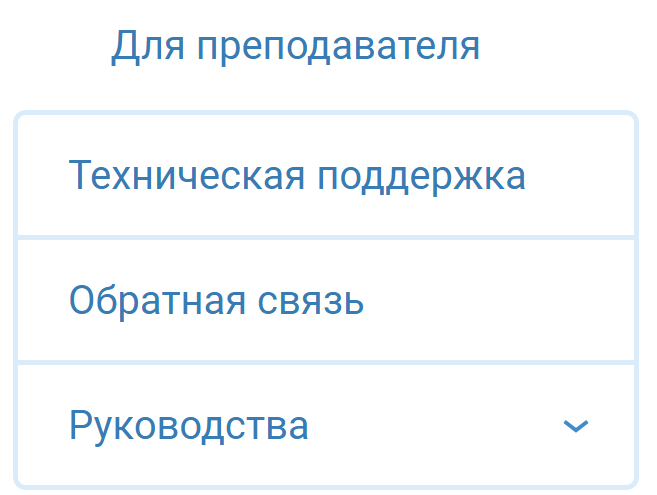 Для преподавателя
Техническая поддержка
Обратная связь
Руководства